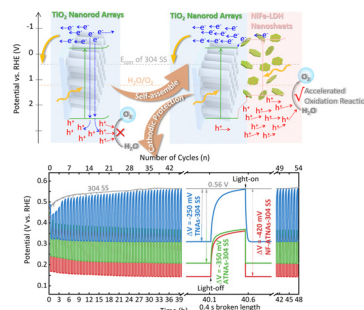 TiO₂ Nanorod Arrays
TiO₂ Nanorod Arrays
NiFe-LDH
Nanosheets
Potential vs. RHE (V)
-1
0
1
2
e⁻ e⁻ e⁻ e⁻
e⁻ e⁻ e⁻ e⁻
E_corr of 304 SS
H₂O/O₂
Self-assemble
Cathodic Protection
O₂
H₂O
h⁺ h⁺ h⁺ h⁺
O₂
Accelerated
Oxidation Reaction
H₂O
h⁺ h⁺ h⁺ h⁺
Number of Cycles (n)
0 7 14 21 28 35 42 49 54
Potential (V vs. RHE)
0.6
0.5
0.4
0.3
0.2
0.1
304 SS
0.56 V
Light-on
Light-off
ΔV = -250 mV
TNAs-304 SS
ΔV = -350 mV
ATNAs-304 SS
ΔV = -420 mV
NF-ATNAs-304 SS
0 3 6 9 12 15 18 21 24 27 30 33 36 39 40.1 40.6 42 45 48
0.4 s broken length